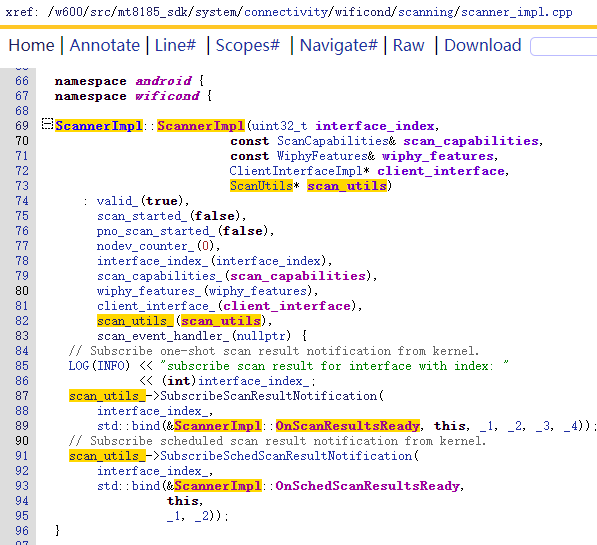 xref: /w600/src/mt8185_sdk/system/connectivity/wificond/scanning/scanner_impl.cpp
Home | Annotate | Line# | Scopes# | Navigate# | Raw | Download
66 namespace android {
67 namespace wificond {
68
69 ScannerImpl::ScannerImpl(uint32_t interface_index,
70 const ScanCapabilities& scan_capabilities,
71 const WiphyFeatures& wiphy_features,
72 ClientInterfaceImpl* client_interface,
73 ScanUtils* scan_utils)
74 : valid_(true),
75 scan_started_(false),
76 pno_scan_started_(false),
77 nodev_counter_(0),
78 interface_index_(interface_index),
79 scan_capabilities_(scan_capabilities),
80 wiphy_features_(wiphy_features),
81 client_interface_(client_interface),
82 scan_utils_(scan_utils),
83 scan_event_handler_(nullptr) {
84 // Subscribe one-shot scan result notification from kernel.
85 LOG(INFO) << "subscribe scan result for interface with index: "
86 << (int)interface_index_;
87 scan_utils_->SubscribeScanResultNotification(
88 interface_index_,
89 std::bind(&ScannerImpl::OnScanResultsReady, this, _1, _2, _3, _4));
90 // Subscribe scheduled scan result notification from kernel.
91 scan_utils_->SubscribeSchedScanResultNotification(
92 interface_index_,
93 std::bind(&ScannerImpl::OnSchedScanResultsReady,
94 this,
95 _1, _2));
96 }